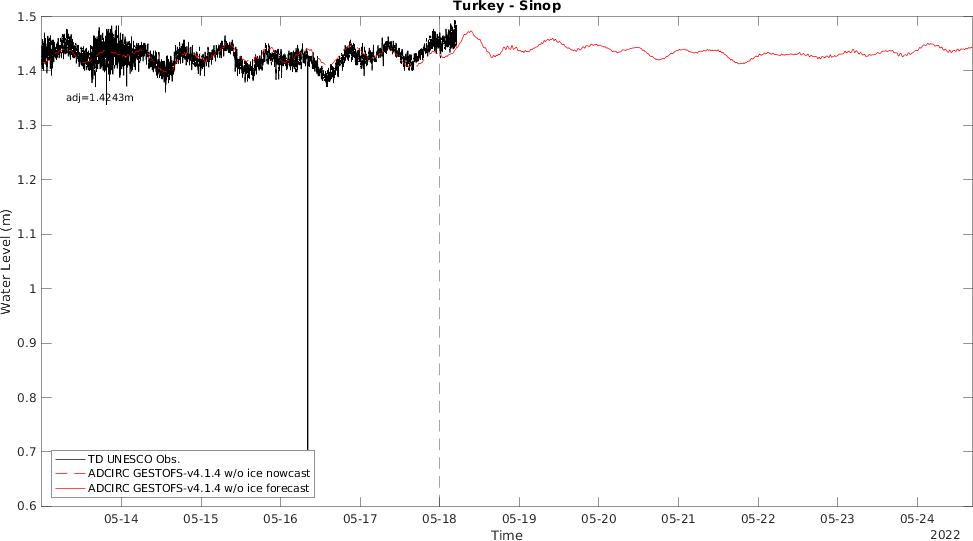 Turkey - Sinop
1.5
1.4
1.3
1.2
1.1
1
0.9
0.8
0.7
0.6
Water Level (m)
adj=1.4243m
TD UNESCO Obs.
ADCIRC GESTOFS-v4.1.4 w/o ice nowcast
ADCIRC GESTOFS-v4.1.4 w/o ice forecast
05-14 05-15 05-16 05-17 05-18 05-19 05-20 05-21 05-22 05-23 05-24
Time
2022